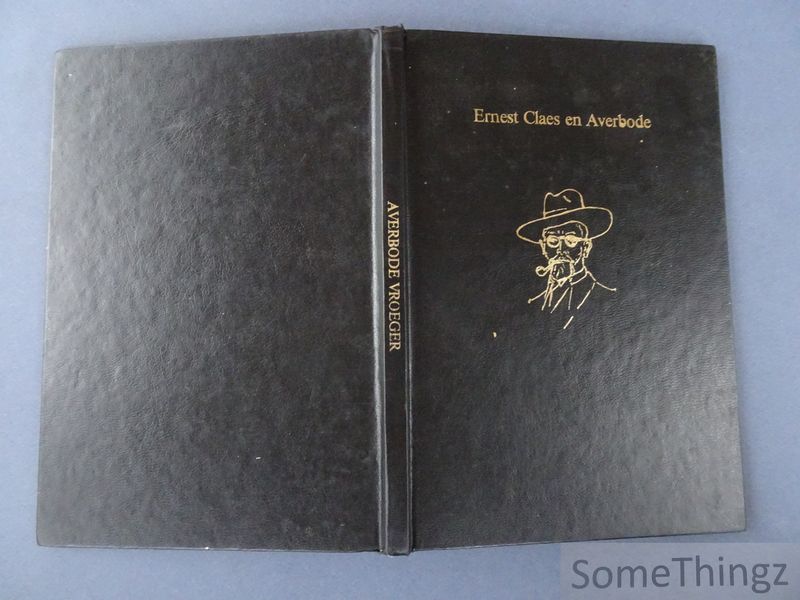 Ernest Claes en Averbode
AVERBODE VROEGER
SomeThingz